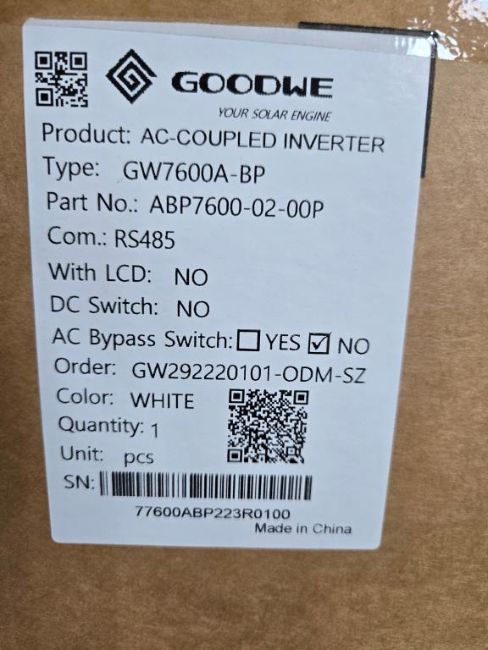 GOODWE
YOUR SOLAR ENGINE
Product: AC-COUPLED INVERTER
Type: GW7600A-BP
Part No.: ABP7600-02-00P
Com.: RS485
With LCD: NO
DC Switch: NO
AC Bypass Switch: YES NO
Order: GW292220101-ODM-SZ
Color: WHITE
Quantity: 1
Unit: pcs
SN:
77600ABP223R0100
Made in China